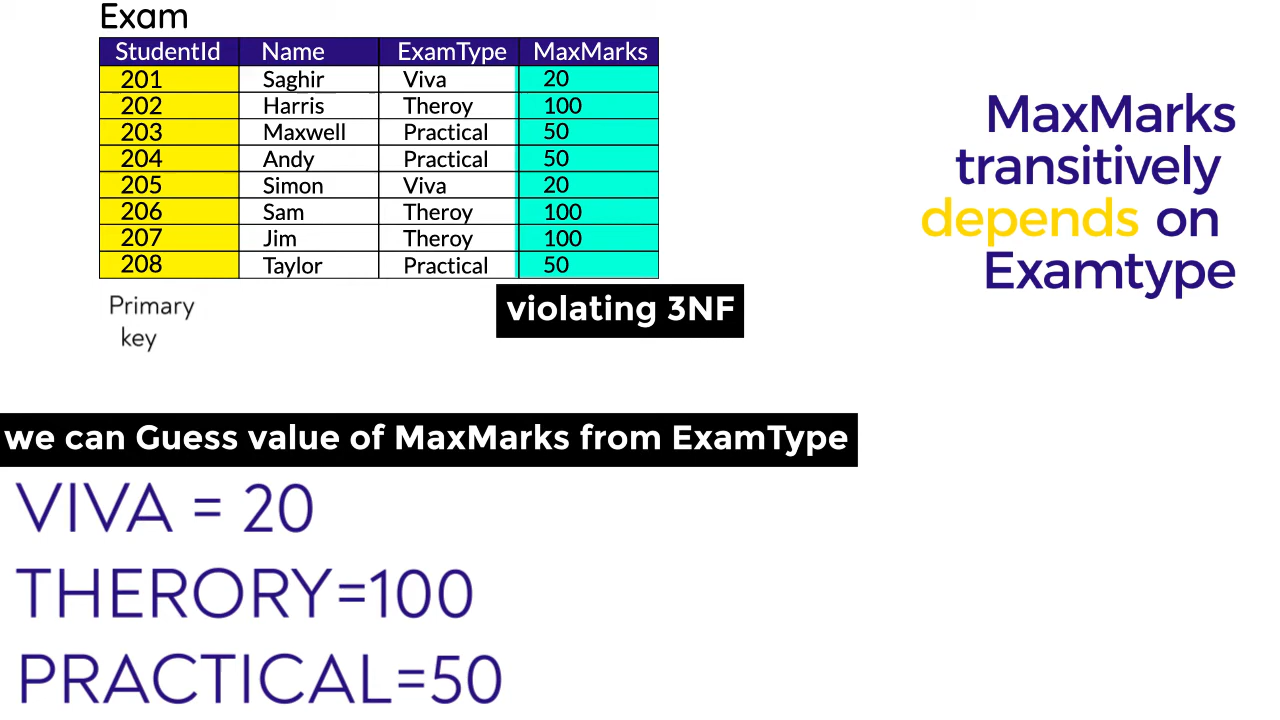 Exam
StudentId Name ExamType MaxMarks
201 Saghir Viva 20
202 Harris Theroy 100
203 Maxwell Practical 50
204 Andy Practical 50
205 Simon Viva 20
206 Sam Theroy 100
207 Jim Theroy 100
208 Taylor Practical 50
Primary
key
violating 3NF
MaxMarks
transitively
depends on
Examtype
we can Guess value of MaxMarks from ExamType
VIVA = 20
THERORY=100
PRACTICAL=50